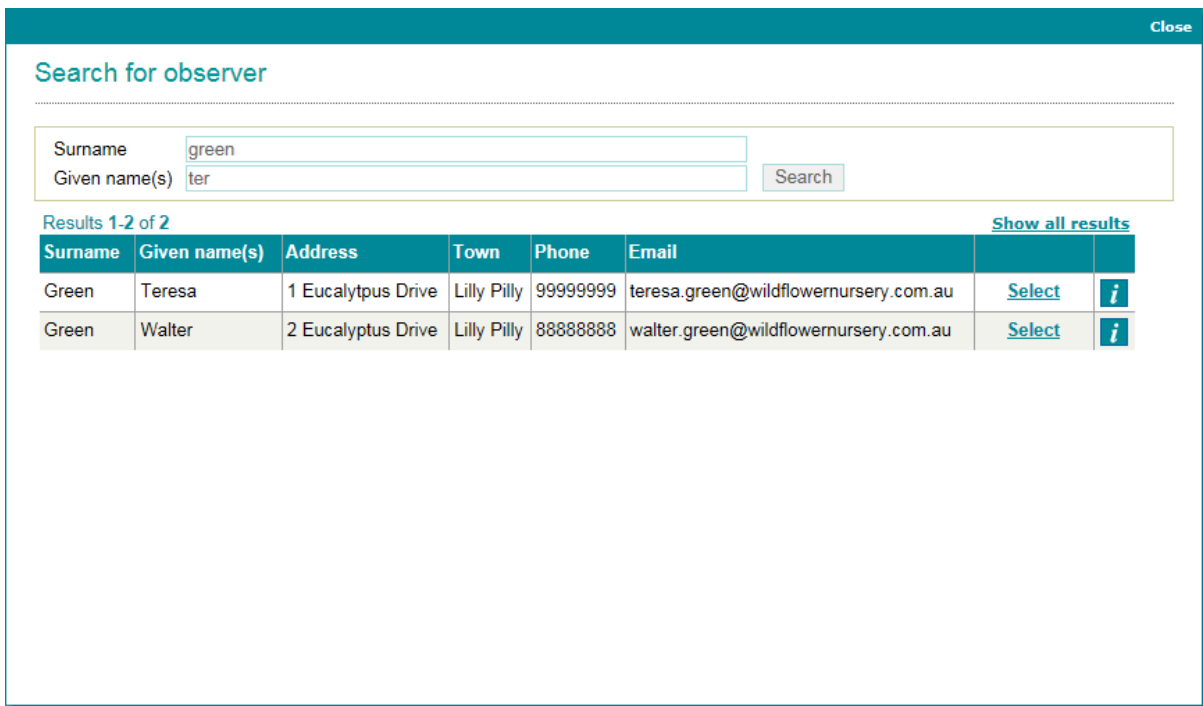 Close
Search for observer
Surname green
Given name(s) ter Search
Results 1-2 of 2 Show all results
Surname Given name(s) Address Town Phone Email
Green Teresa 1 Eucalytpus Drive Lilly Pilly 99999999 teresa.green@wildflowernursery.com.au Select i
Green Walter 2 Eucalyptus Drive Lilly Pilly 88888888 walter.green@wildflowernursery.com.au Select i